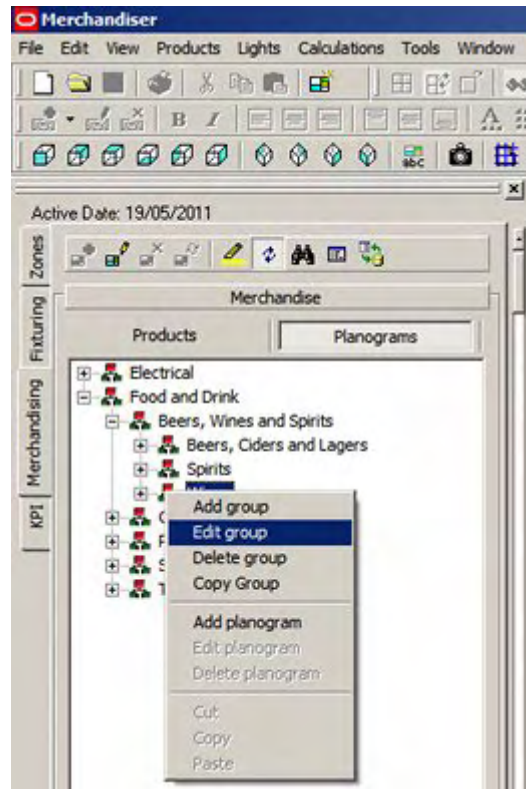 Merchandiser
File Edit View Products Lights Calculations Tools Window
B I A
abc
Active Date: 19/05/2011
Zones
Fixturing
Merchandising
KPI
Merchandise
Products Planograms
Electrical
Food and Drink
Beers, Wines and Spirits
Beers, Ciders and Lagers
Spirits
Add group
Edit group
Delete group
Copy Group
Add planogram
Edit planogram
Delete planogram
Cut
Copy
Paste